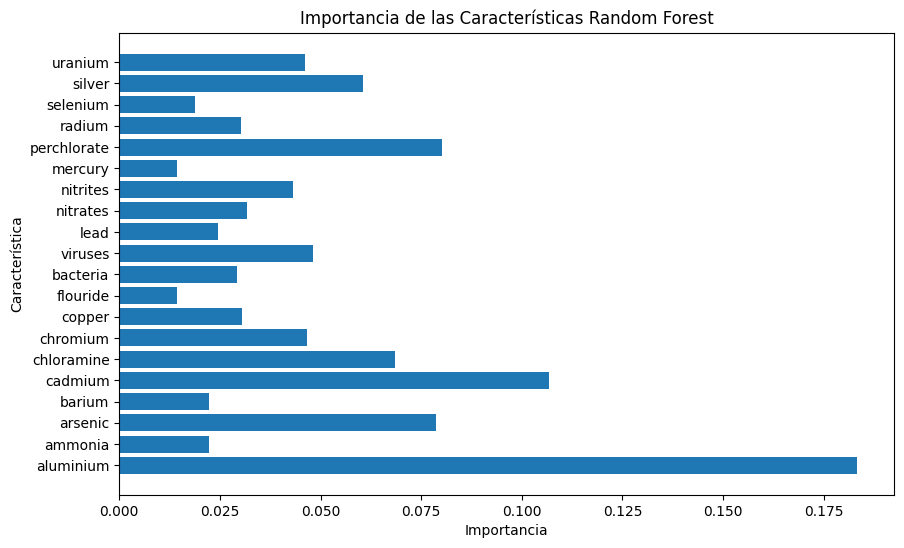 Importancia de las Características Random Forest
Característica
uranium
silver
selenium
radium
perchlorate
mercury
nitrites
nitrates
lead
viruses
bacteria
flouride
copper
chromium
chloramine
cadmium
barium
arsenic
ammonia
aluminium
0.000 0.025 0.050 0.075 0.100 0.125 0.150 0.175
Importancia